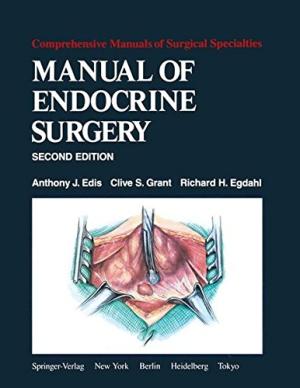 Comprehensive Manuals of Surgical Specialties
MANUAL OF
ENDOCRINE
SURGERY
SECOND EDITION
Anthony J. Edis Clive S. Grant Richard H. Egdahl
Springer-Verlag New York Berlin Heidelberg Tokyo